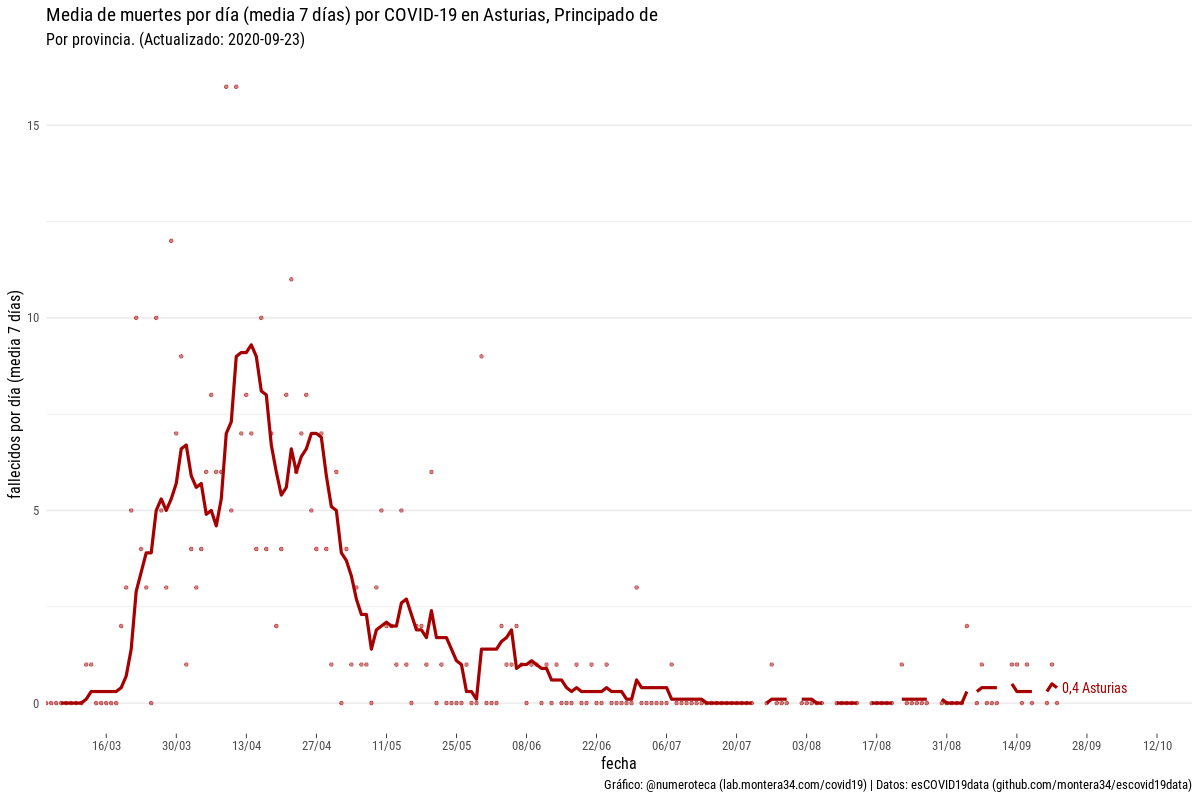 Media de muertes por día (media 7 días) por COVID-19 en Asturias, Principado de
Por provincia. (Actualizado: 2020-09-23)
fallecidos por día (media 7 días)
15
10
5
0
0,4 Asturias
16/03 30/03 13/04 27/04 11/05 25/05 08/06 22/06 06/07 20/07 03/08 17/08 31/08 14/09 28/09 12/10
fecha
Gráfico: @numeroteca (lab.montera34.com/covid19) | Datos: esCOVID19data (github.com/montera34/escovid19data)